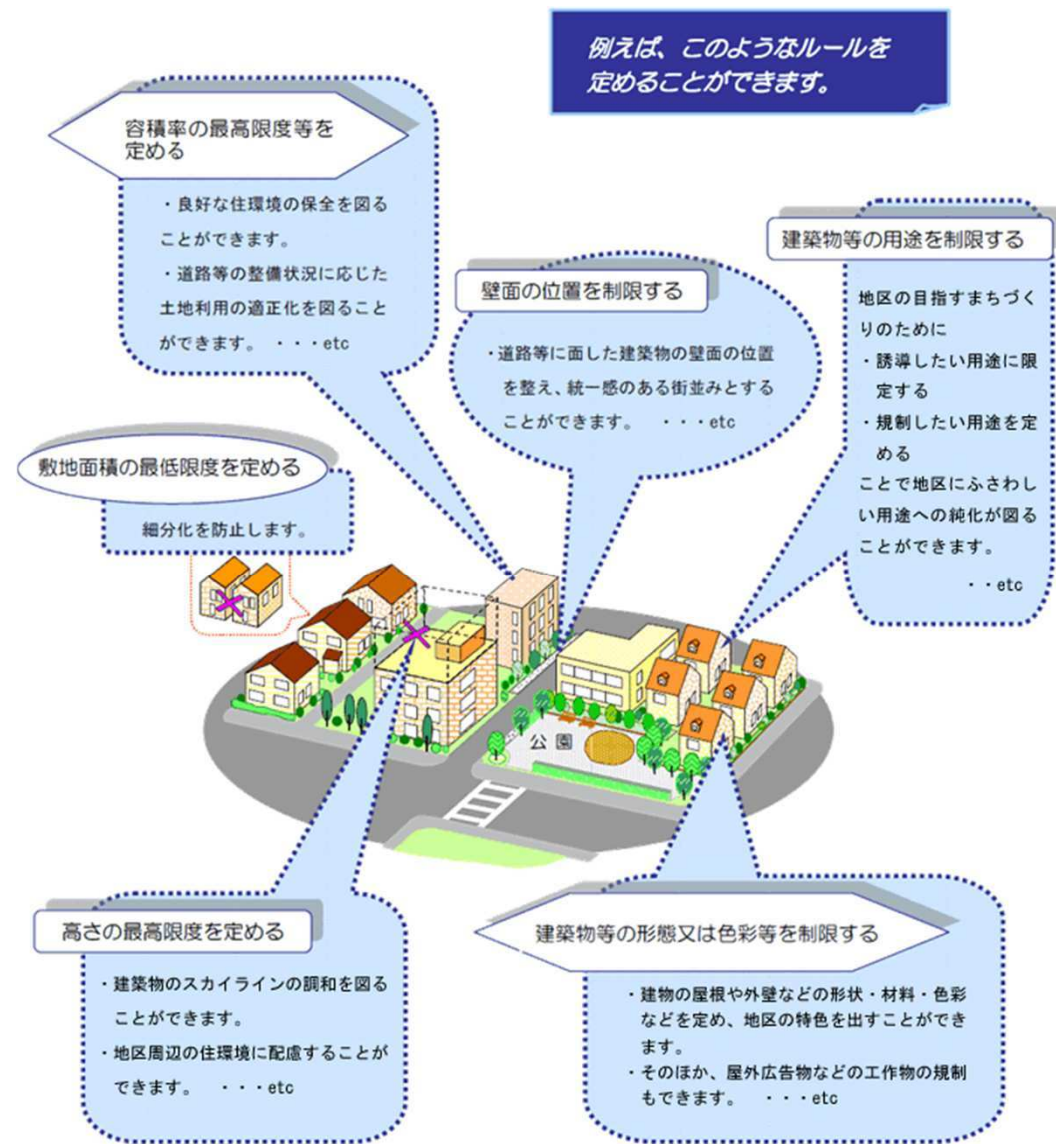 例えば、このようなルールを
定めることができます。
容積率の最高限度等を
定める
・良好な住環境の保全を図る
ことができます。
・道路等の整備状況に応じた
土地利用の適正化を図ること
ができます。 ・・・etc
壁面の位置を制限する
・道路等に面した建築物の壁面の位置
を整え、統一感のある街並みとする
ことができます。 ・・・etc
建築物等の用途を制限する
地区の目指すまちづく
りのために
・誘導したい用途に限
定する
・規制したい用途を定
める
ことで地区にふさわし
い用途への純化が図る
ことができます。
・・etc
敷地面積の最低限度を定める
細分化を防止します。
公園
高さの最高限度を定める
・建築物のスカイラインの調和を図る
ことができます。
・地区周辺の住環境に配慮することが
できます。 ・・・etc
建築物等の形態又は色彩等を制限する
・建物の屋根や外壁などの形状・材料・色彩
などを定め、地区の特色を出すことができ
ます。
・そのほか、屋外広告物などの工作物の規制
もできます。 ・・・etc